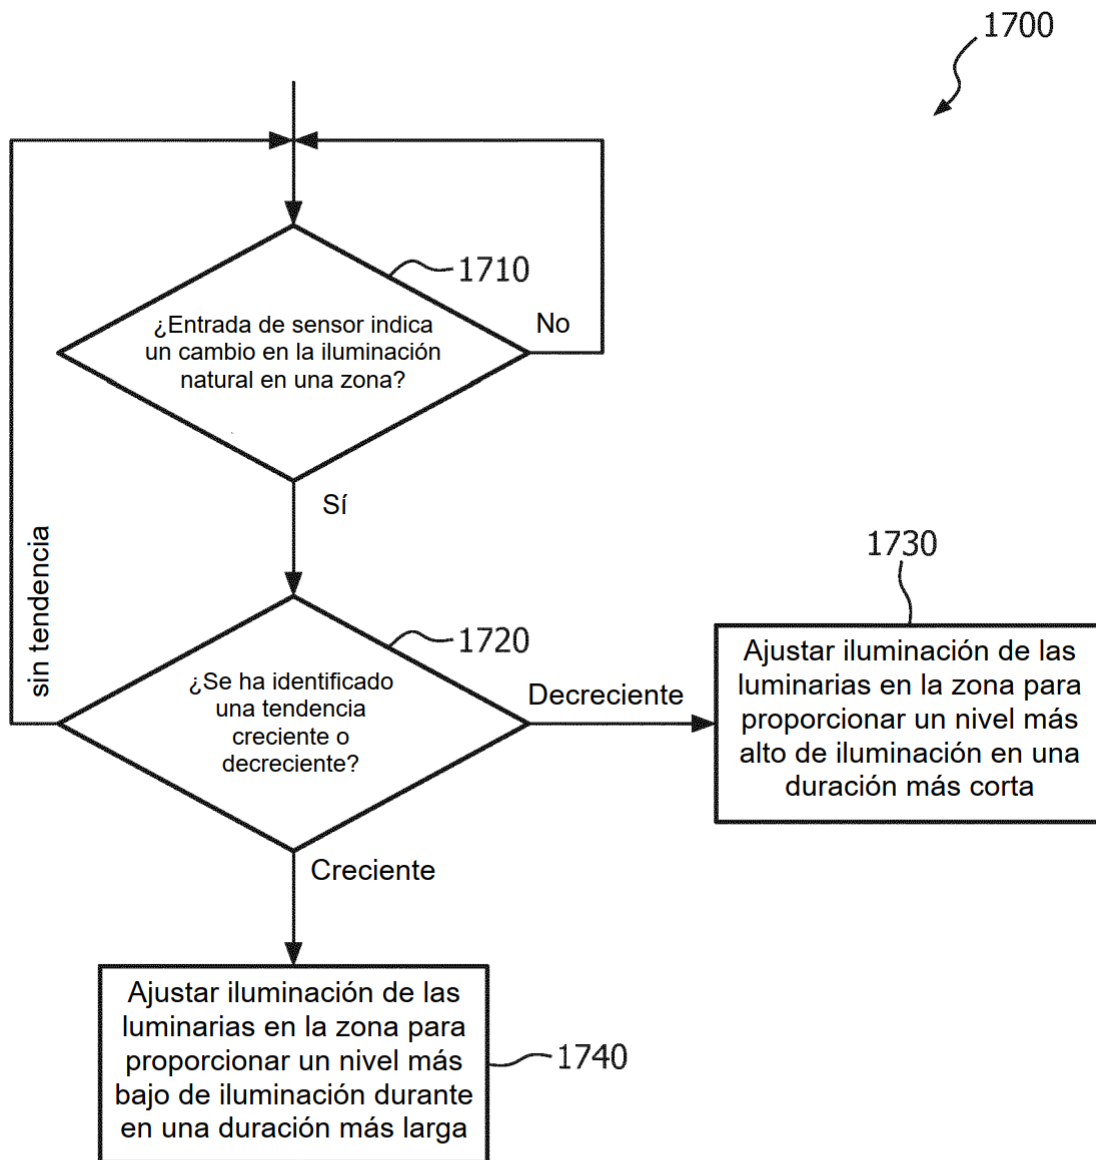 1700
1710
¿Entrada de sensor indica
un cambio en la iluminación
natural en una zona?
No
Sí
sin tendencia
1720
¿Se ha identificado
una tendencia
creciente o
decreciente?
Decreciente
1730
Ajustar iluminación de las
luminarias en la zona para
proporcionar un nivel más
alto de iluminación en una
duración más corta
Creciente
Ajustar iluminación de las
luminarias en la zona para
proporcionar un nivel más
bajo de iluminación durante
en una duración más larga
1740